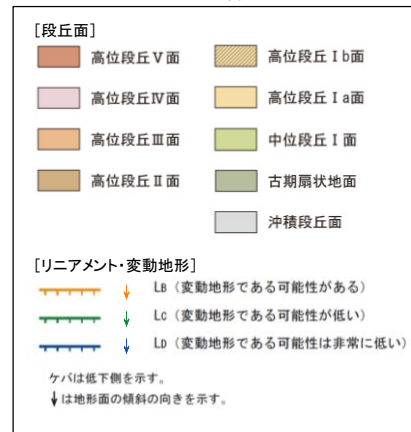 [段丘面]
高位段丘Ⅴ面
高位段丘Ⅰb面
高位段丘Ⅳ面
高位段丘Ⅰa面
高位段丘Ⅲ面
中位段丘Ⅰ面
高位段丘Ⅱ面
古期扇状地面
沖積段丘面
[リニアメント・変動地形]
LB (変動地形である可能性がある)
LC (変動地形である可能性が低い)
LD (変動地形である可能性は非常に低い)
ケバは低下側を示す。
↓は地形面の傾斜の向きを示す。